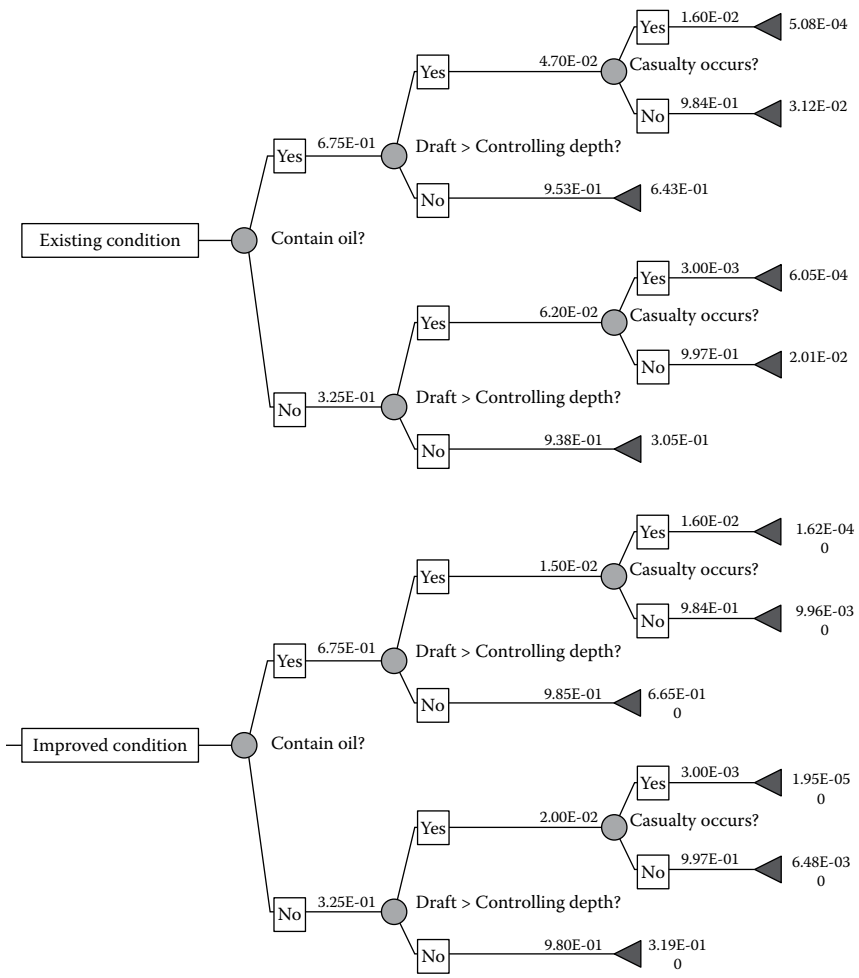 Yes 1.60E-02 5.08E-04
4.70E-02 Casualty occurs?
Yes
No 9.84E-01 3.12E-02
Yes 6.75E-01 Draft > Controlling depth?
No 9.53E-01 6.43E-01
Existing condition Contain oil?
Yes 3.00E-03 6.05E-04
6.20E-02 Casualty occurs?
Yes
No 9.97E-01 2.01E-02
No 3.25E-01 Draft > Controlling depth?
No 9.38E-01 3.05E-01
Yes 1.60E-02 1.62E-04
0
1.50E-02 Casualty occurs?
Yes
No 9.84E-01 9.96E-03
0
Yes 6.75E-01 Draft > Controlling depth?
No 9.85E-01 6.65E-01
0
Improved condition Contain oil?
Yes 3.00E-03 1.95E-05
0
2.00E-02 Casualty occurs?
Yes
No 9.97E-01 6.48E-03
0
No 3.25E-01 Draft > Controlling depth?
No 9.80E-01 3.19E-01
0